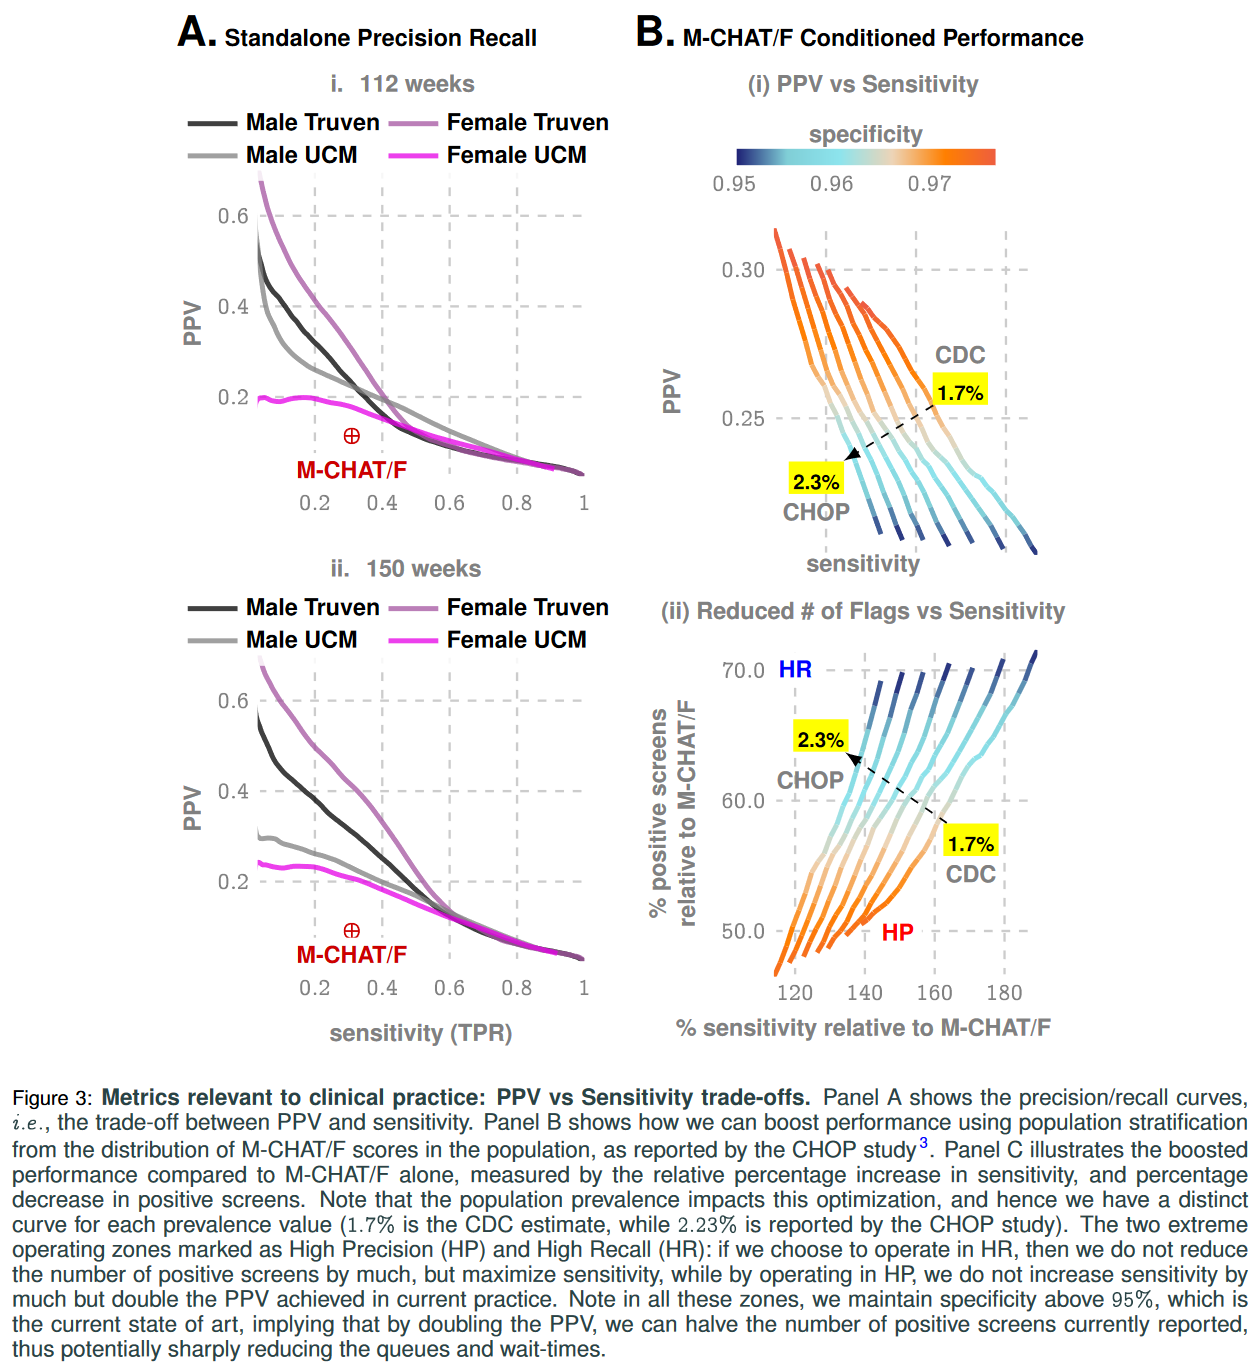 A. Standalone Precision Recall
i. 112 weeks
Male Truven
Female Truven
Male UCM
Female UCM
PPV
0.6
0.4
0.2
M-CHAT/F
0.2 0.4 0.6 0.8 1
ii. 150 weeks
Male Truven
Female Truven
Male UCM
Female UCM
PPV
0.6
0.4
0.2
M-CHAT/F
0.2 0.4 0.6 0.8 1
sensitivity (TPR)
B. M-CHAT/F Conditioned Performance
(i) PPV vs Sensitivity
specificity
0.95 0.96 0.97
PPV
0.30
0.25
CDC
1.7%
2.3%
CHOP
sensitivity
(ii) Reduced # of Flags vs Sensitivity
% positive screens
relative to M-CHAT/F
70.0
60.0
50.0
HR
2.3%
CHOP
1.7%
CDC
HP
120 140 160 180
% sensitivity relative to M-CHAT/F
Figure 3: Metrics relevant to clinical practice: PPV vs Sensitivity trade-offs. Panel A shows the precision/recall curves,
i.e., the trade-off between PPV and sensitivity. Panel B shows how we can boost performance using population stratification
from the distribution of M-CHAT/F scores in the population, as reported by the CHOP study3. Panel C illustrates the boosted
performance compared to M-CHAT/F alone, measured by the relative percentage increase in sensitivity, and percentage
decrease in positive screens. Note that the population prevalence impacts this optimization, and hence we have a distinct
curve for each prevalence value (1.7% is the CDC estimate, while 2.23% is reported by the CHOP study). The two extreme
operating zones marked as High Precision (HP) and High Recall (HR): if we choose to operate in HR, then we do not reduce
the number of positive screens by much, but maximize sensitivity, while by operating in HP, we do not increase sensitivity by
much but double the PPV achieved in current practice. Note in all these zones, we maintain specificity above 95%, which is
the current state of art, implying that by doubling the PPV, we can halve the number of positive screens currently reported,
thus potentially sharply reducing the queues and wait-times.